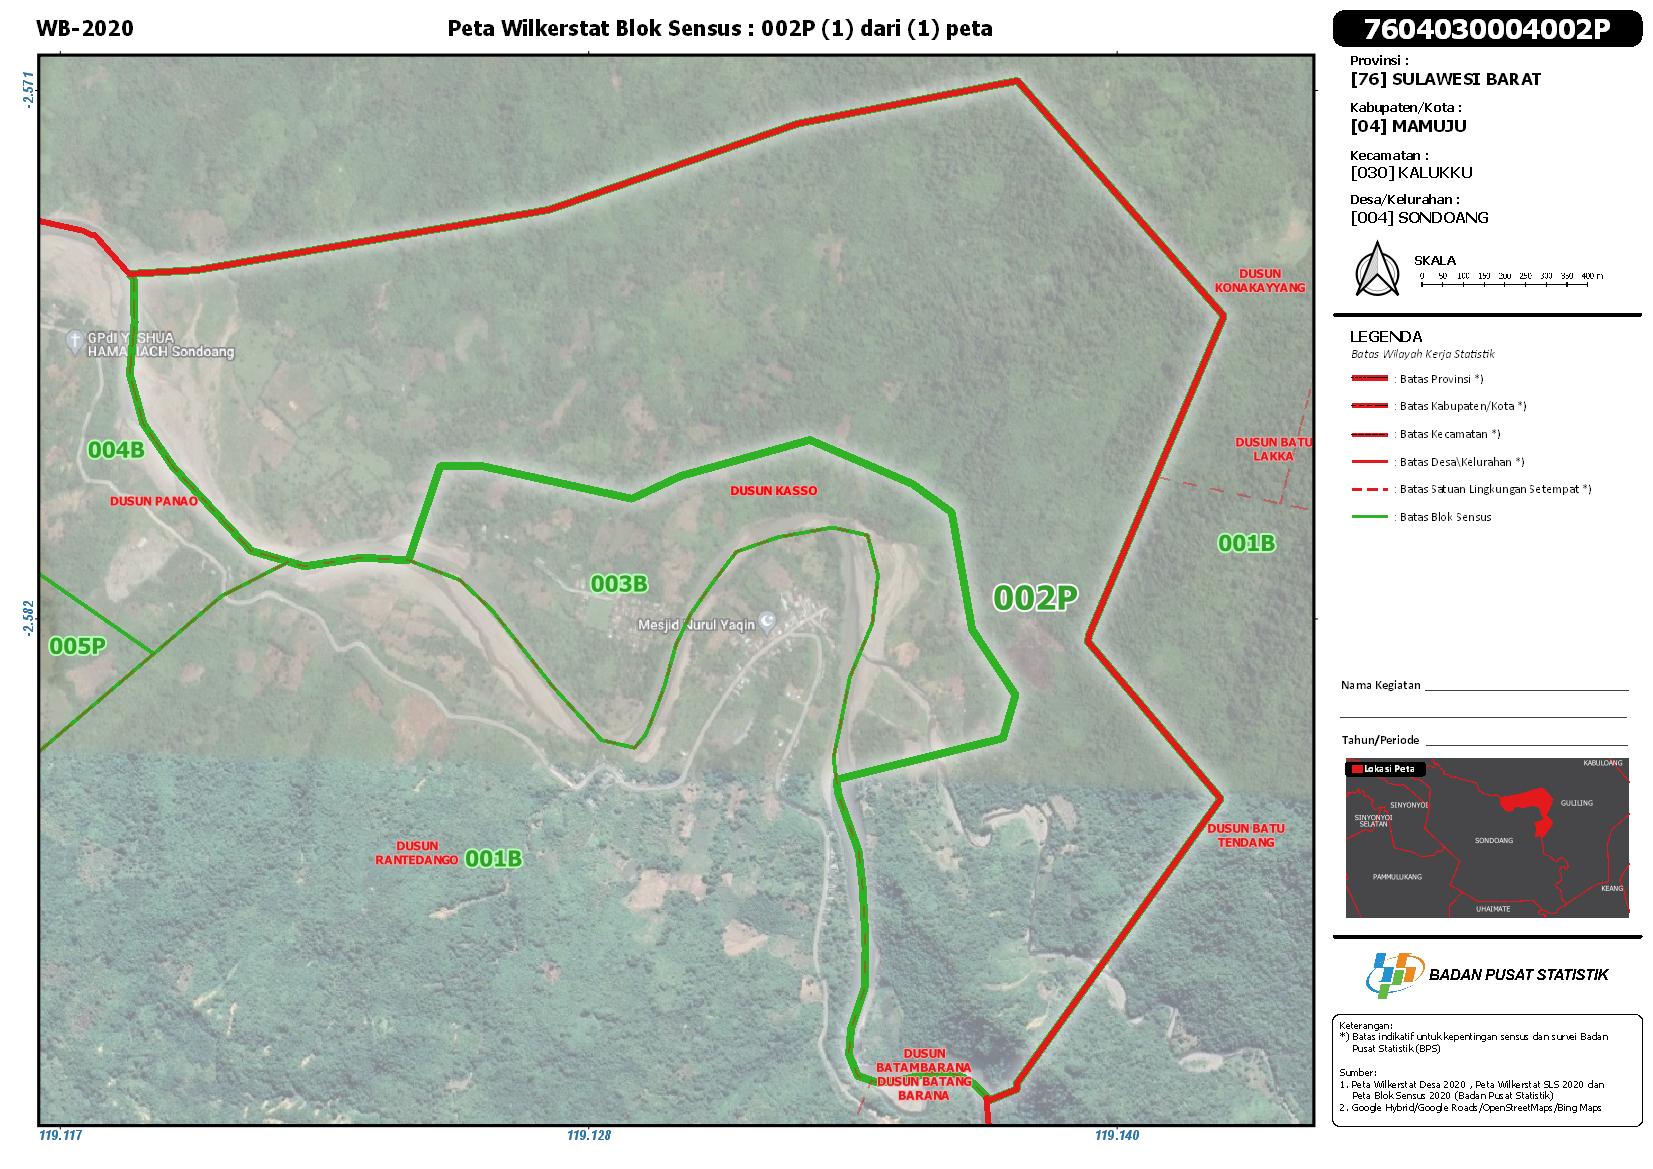 WB-2020
Peta Wilkerstat Blok Sensus : 002P (1) dari (1) peta
7604030004002P
Provinsi :
[76] SULAWESI BARAT
Kabupaten/Kota :
[04] MAMUJU
Kecamatan :
[030] KALUKKU
Desa/Kelurahan :
[004] SONDOANG
SKALA
0 50 100 150 200 250 300 350 400 m
LEGENDA
Batas Wilayah Kerja Statistik
: Batas Provinsi *)
: Batas Kabupaten/Kota *)
: Batas Kecamatan *)
: Batas Desa\Kelurahan *)
: Batas Satuan Lingkungan Setempat *)
: Batas Blok Sensus
Nama Kegiatan
Tahun/Periode
Lokasi Peta
KABULOANG
SINYONYOI
GULILING
SINYONYOI
SELATAN
SONDOANG
PAMMULUKANG
KEANG
UHAIMATE
BADAN PUSAT STATISTIK
Keterangan:
*) Batas indikatif untuk kepentingan sensus dan survei Badan
Pusat Statistik (BPS)
Sumber:
1. Peta Wilkerstat Desa 2020 , Peta Wilkerstat SLS 2020 dan
Peta Blok Sensus 2020 (Badan Pusat Statistik)
2. Google Hybrid/Google Roads/OpenStreetMaps/Bing Maps
-2.571
-2.582
119.117
119.128
119.140
DUSUN
KONAKAYYANG
HAMA
Sondoang
004B
DUSUN PANAO
DUSUN KASSO
DUSUN BATU
LAKKA
001B
003B
002P
Mesjid Nurul Yaqin
005P
DUSUN
RANTEDANGO
001B
DUSUN BATU
TENDANG
DUSUN
BATAMBARANA
DUSUN BATANG
BARANA